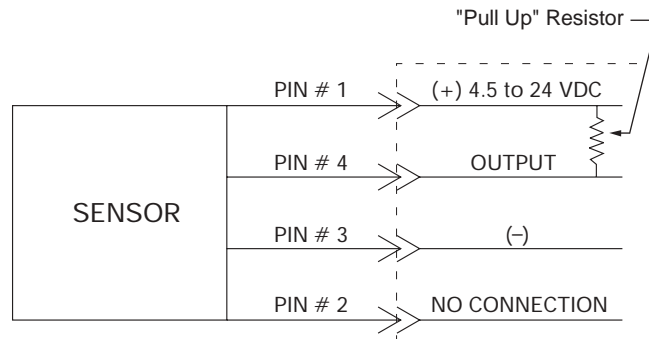 "Pull Up" Resistor
PIN # 1 (+) 4.5 to 24 VDC
PIN # 4 OUTPUT
SENSOR
PIN # 3 (–)
PIN # 2 NO CONNECTION